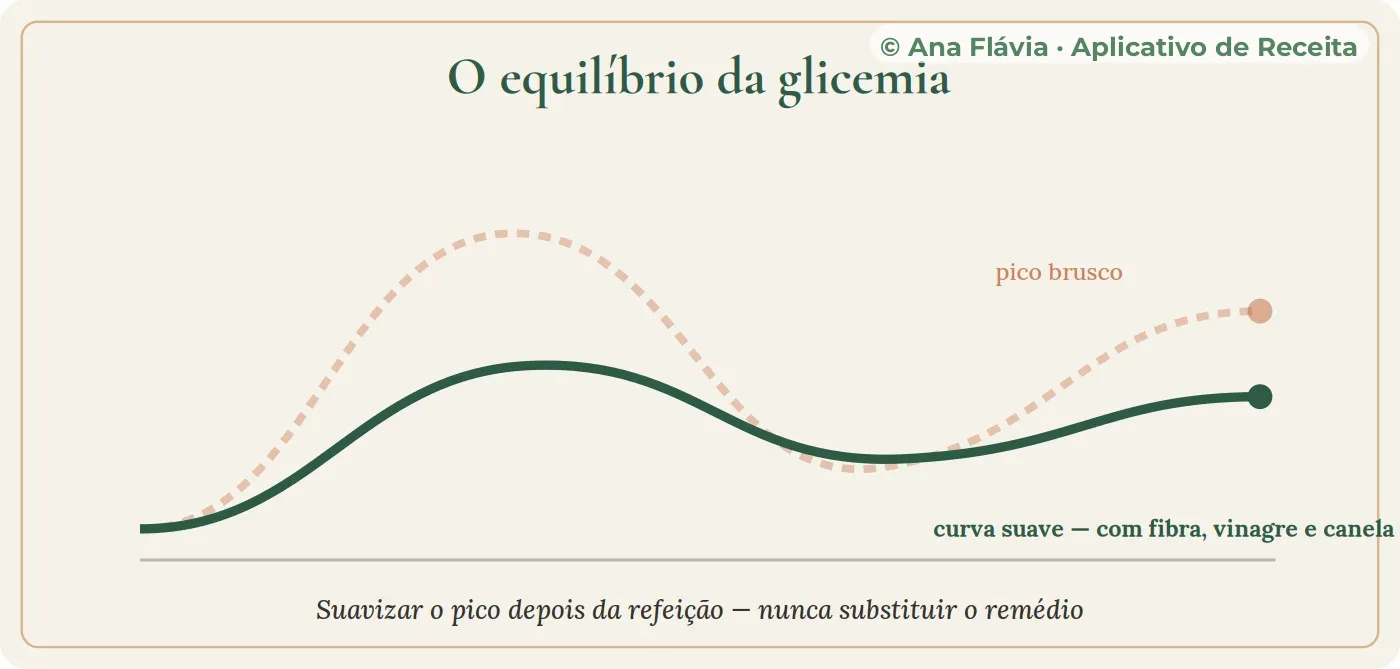 © Ana Flávia · Aplicativo de Receita
O equilíbrio da glicemia
pico brusco
curva suave — com fibra, vinagre e canela
Suavizar o pico depois da refeição — nunca substituir o remédio